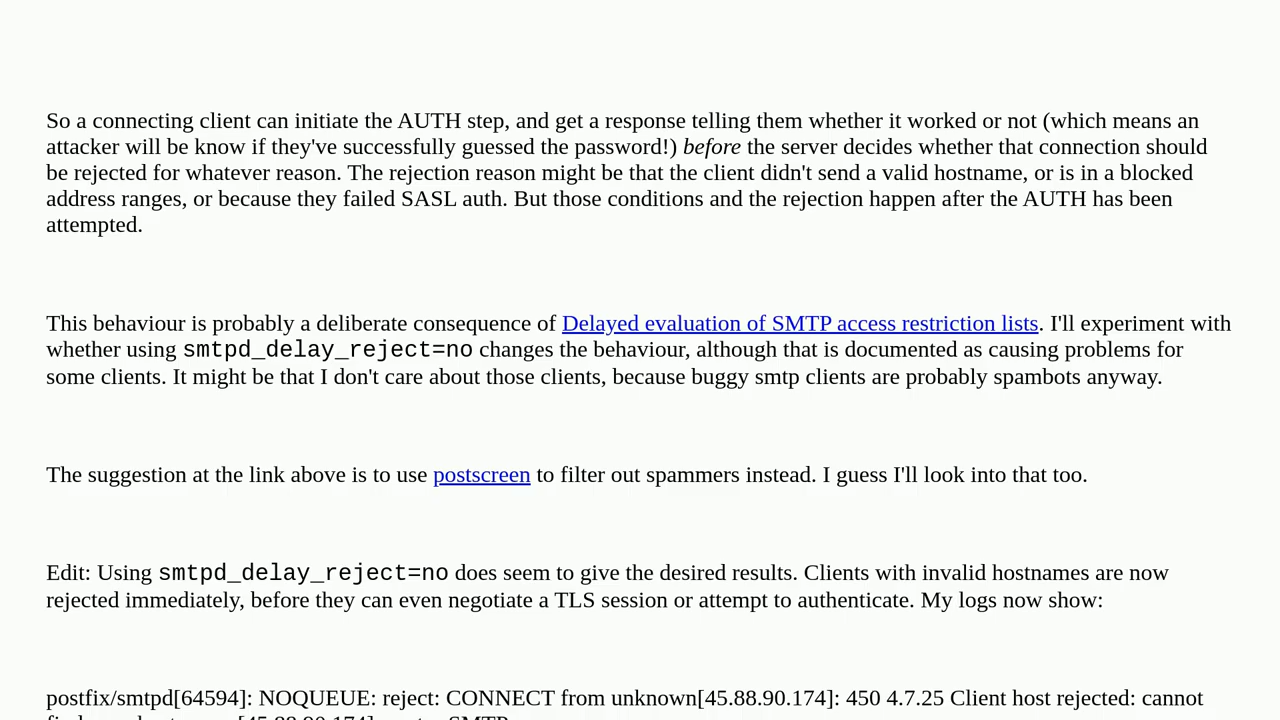 So a connecting client can initiate the AUTH step, and get a response telling them whether it worked or not (which means an
attacker will be know if they've successfully guessed the password!) before the server decides whether that connection should
be rejected for whatever reason. The rejection reason might be that the client didn't send a valid hostname, or is in a blocked
address ranges, or because they failed SASL auth. But those conditions and the rejection happen after the AUTH has been
attempted.
This behaviour is probably a deliberate consequence of Delayed evaluation of SMTP access restriction lists. I'll experiment with
whether using smtpd_delay_reject=no changes the behaviour, although that is documented as causing problems for
some clients. It might be that I don't care about those clients, because buggy smtp clients are probably spambots anyway.
The suggestion at the link above is to use postscreen to filter out spammers instead. I guess I'll look into that too.
Edit: Using smtpd_delay_reject=no does seem to give the desired results. Clients with invalid hostnames are now
rejected immediately, before they can even negotiate a TLS session or attempt to authenticate. My logs now show:
postfix/smtpd[64594]: NOQUEUE: reject: CONNECT from unknown[45.88.90.174]: 450 4.7.25 Client host rejected: cannot